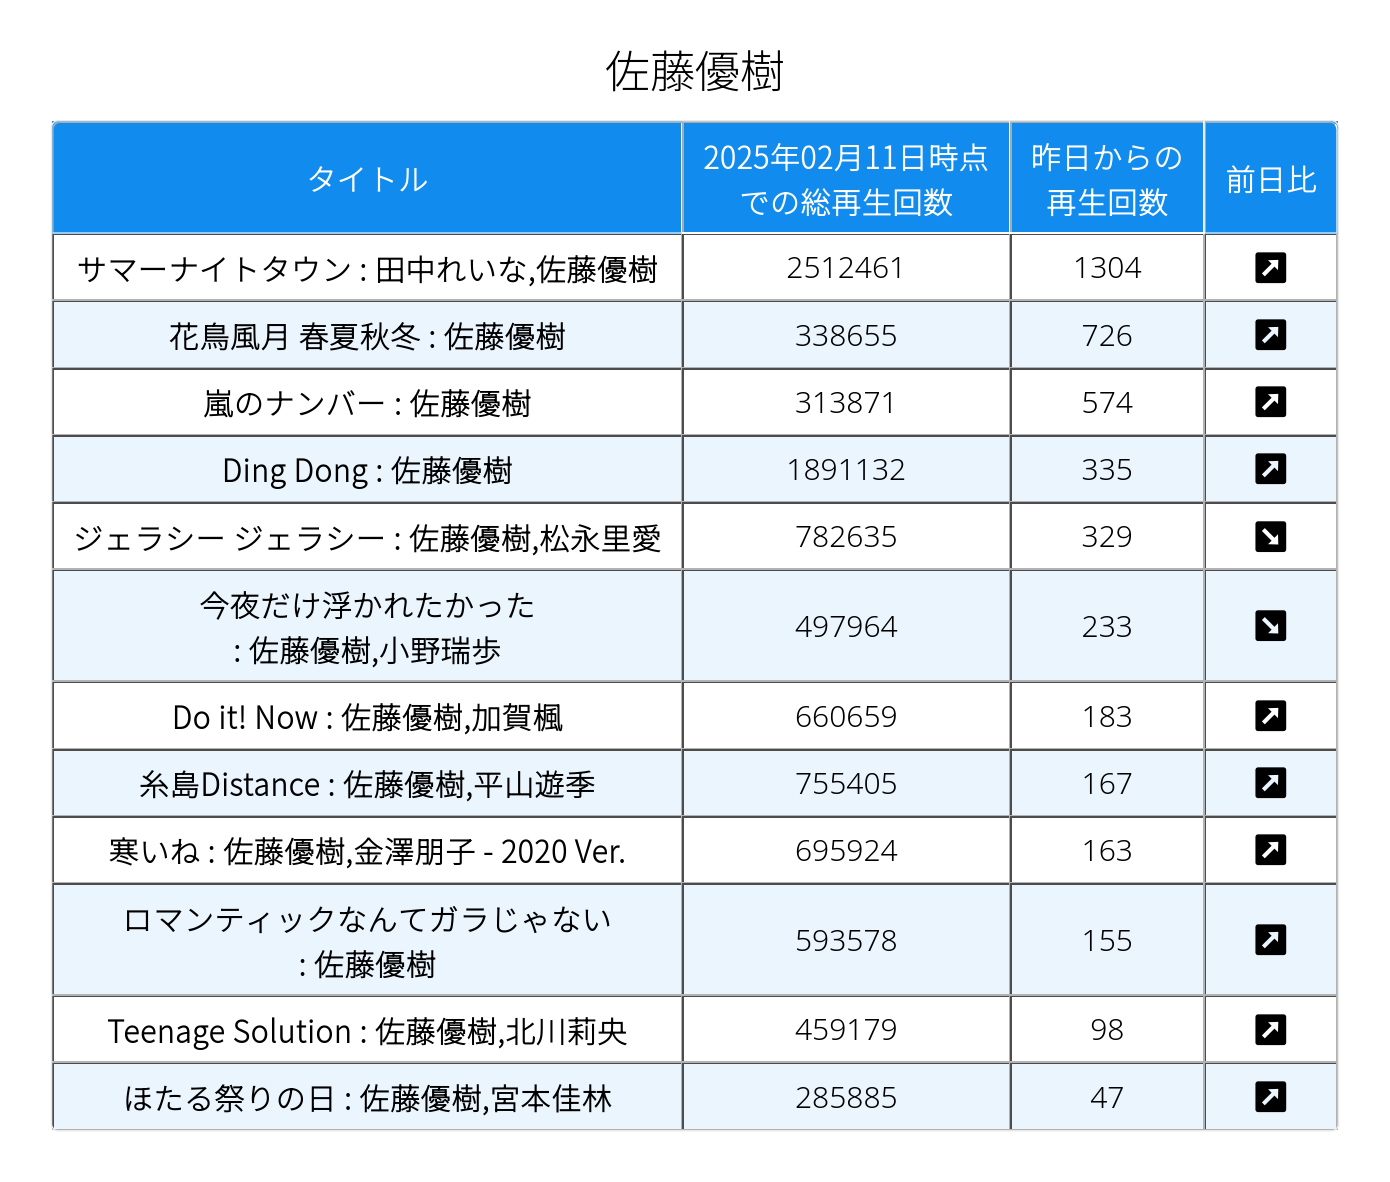 佐藤優樹
タイトル
2025年02月11日時点
での総再生回数
昨日からの
再生回数
前日比
サマーナイトタウン : 田中れいな,佐藤優樹 2512461 1304 ↗
花鳥風月 春夏秋冬 : 佐藤優樹 338655 726 ↗
嵐のナンバー : 佐藤優樹 313871 574 ↗
Ding Dong : 佐藤優樹 1891132 335 ↗
ジェラシー ジェラシー : 佐藤優樹,松永里愛 782635 329 ↘
今夜だけ浮かれたかった
: 佐藤優樹,小野瑞歩 497964 233 ↘
Do it! Now : 佐藤優樹,加賀楓 660659 183 ↗
糸島Distance : 佐藤優樹,平山遊季 755405 167 ↗
寒いね : 佐藤優樹,金澤朋子 - 2020 Ver. 695924 163 ↗
ロマンティックなんてガラじゃない
: 佐藤優樹 593578 155 ↗
Teenage Solution : 佐藤優樹,北川莉央 459179 98 ↗
ほたる祭りの日 : 佐藤優樹,宮本佳林 285885 47 ↗